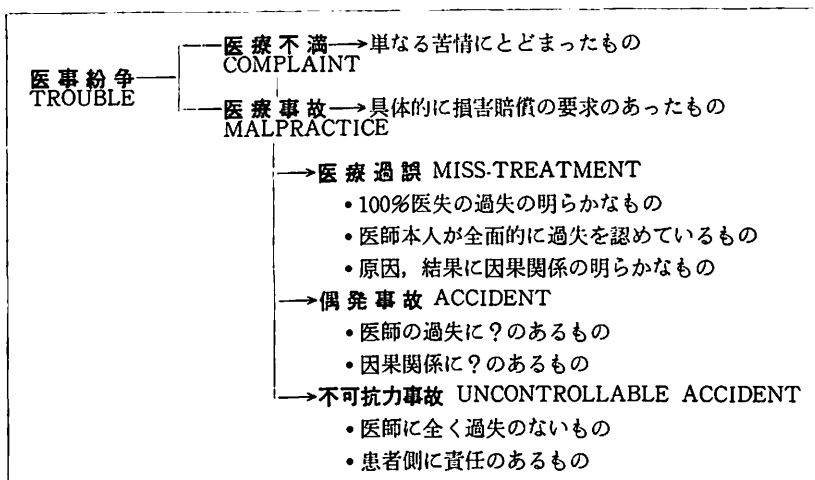 医療不満→単なる苦情にとどまったもの
COMPLAINT
医事紛争
TROUBLE
医療事故→具体的に損害賠償の要求のあったもの
MALPRACTICE
→医療過誤 MISS-TREATMENT
• 100%医失の過失の明らかなもの
• 医師本人が全面的に過失を認めているもの
• 原因，結果に因果関係の明らかなもの
→偶発事故 ACCIDENT
• 医師の過失に？のあるもの
• 因果関係に？のあるもの
→不可抗力事故 UNCONTROLLABLE ACCIDENT
• 医師に全く過失のないもの
• 患者側に責任のあるもの